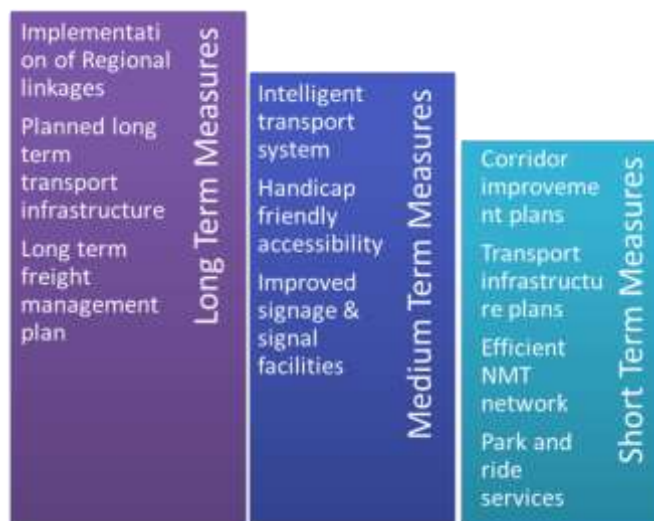 Implementati
on of Regional
linkages
Planned long
term
transport
infrastructure
Long term
freight
management
plan
Long Term Measures
Intelligent
transport
system
Handicap
friendly
accessibility
Improved
signage &
signal
facilities
Medium Term Measures
Corridor
improveme
nt plans
Transport
infrastructu
re plans
Efficient
NMT
network
Park and
ride
services
Short Term Measures